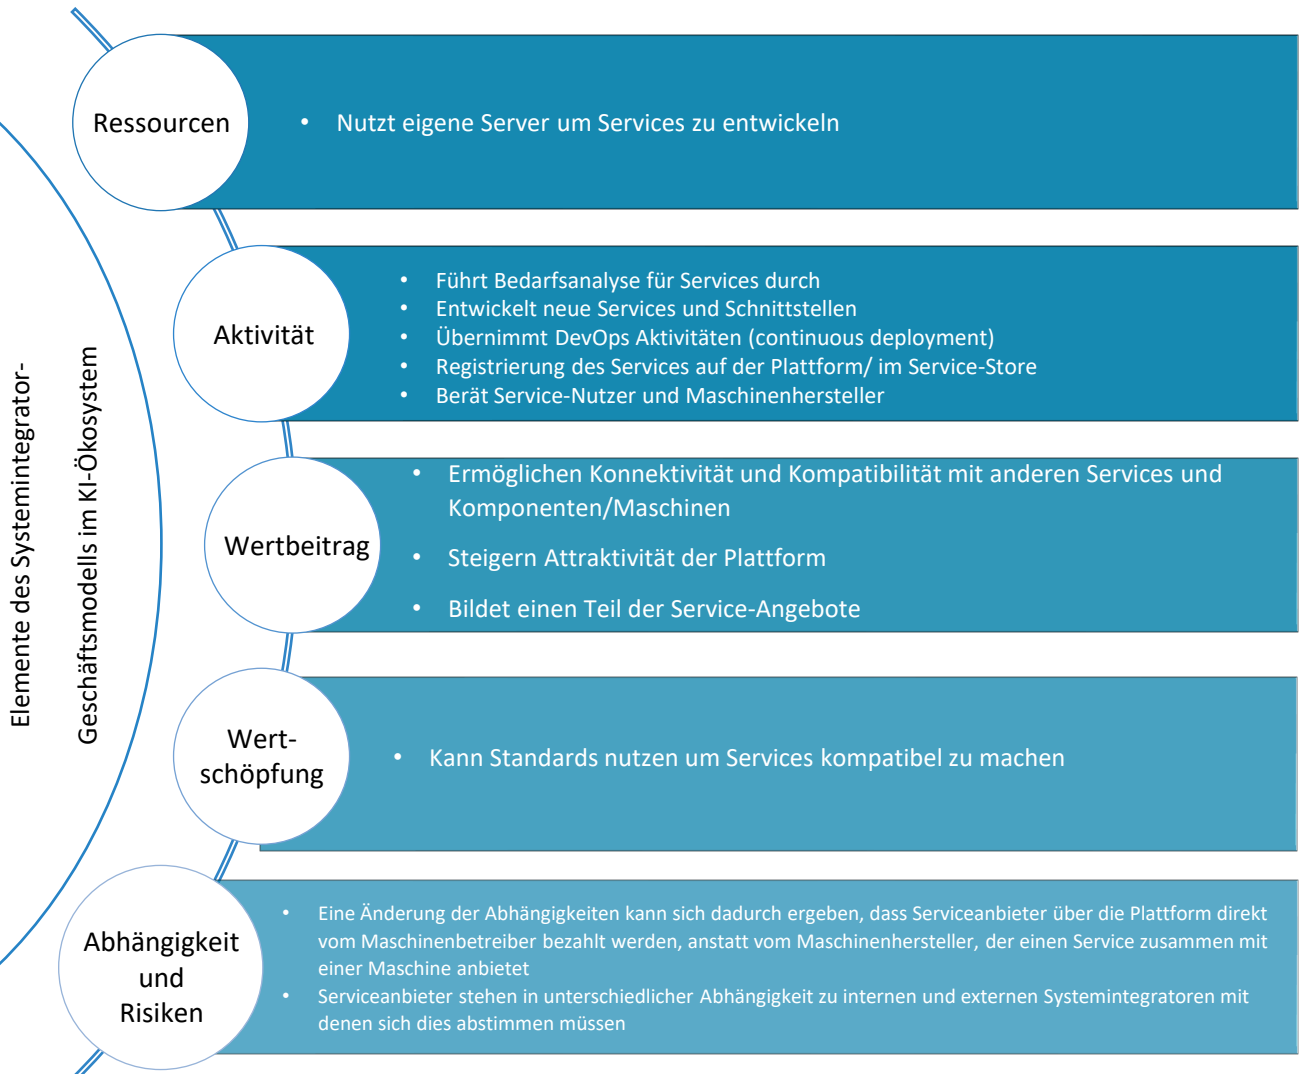 Elemente des Systemintegrator-
Geschäftsmodells im KI-Ökosystem
Ressourcen
• Nutzt eigene Server um Services zu entwickeln
Aktivität
• Führt Bedarfsanalyse für Services durch
• Entwickelt neue Services und Schnittstellen
• Übernimmt DevOps Aktivitäten (continuous deployment)
• Registrierung des Services auf der Plattform/ im Service-Store
• Berät Service-Nutzer und Maschinenhersteller
Wertbeitrag
• Ermöglichen Konnektivität und Kompatibilität mit anderen Services und
Komponenten/Maschinen
• Steigern Attraktivität der Plattform
• Bildet einen Teil der Service-Angebote
Wert-
schöpfung
• Kann Standards nutzen um Services kompatibel zu machen
Abhängigkeit
und
Risiken
• Eine Änderung der Abhängigkeiten kann sich dadurch ergeben, dass Serviceanbieter über die Plattform direkt
vom Maschinenbetreiber bezahlt werden, anstatt vom Maschinenhersteller, der einen Service zusammen mit
einer Maschine anbietet
• Serviceanbieter stehen in unterschiedlicher Abhängigkeit zu internen und externen Systemintegratoren mit
denen sich dies abstimmen müssen